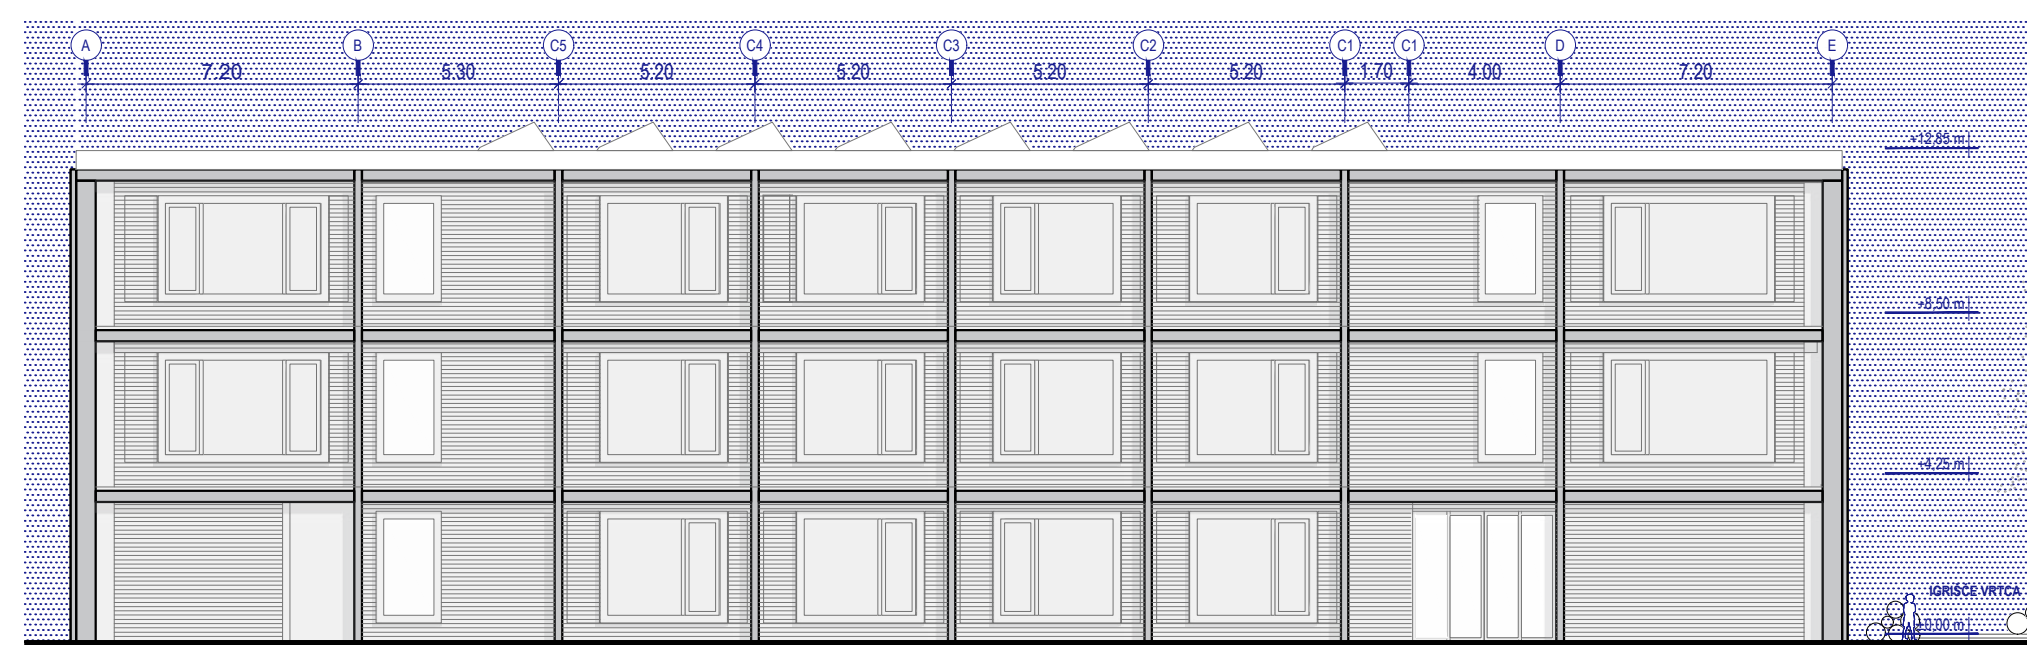 A B C5 C4 C3 C2 C1 C1 D E
7.20 5.30 5.20 5.20 5.20 5.20 1.70 4.00 7.20
+12,85 m
+8,50 m
+4,25 m
IGRIŠČE VRTCA
±0,00 m